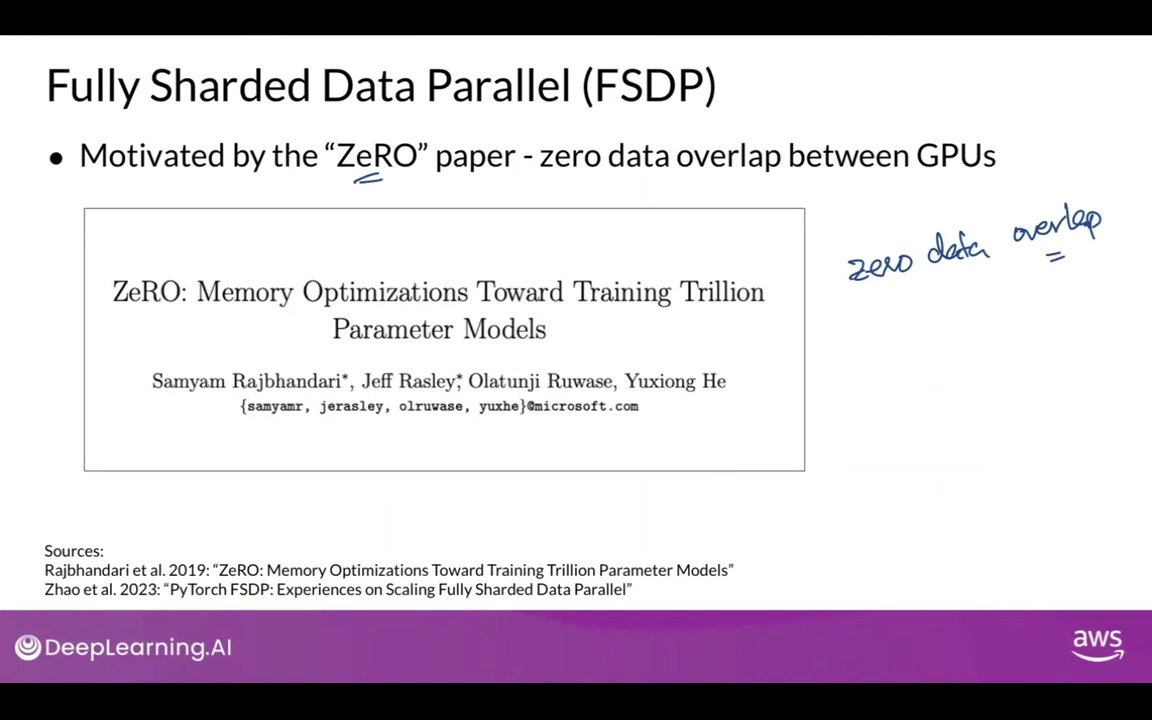 Fully Sharded Data Parallel (FSDP)
● Motivated by the “ZeRO” paper - zero data overlap between GPUs
zero data overlap
ZeRO: Memory Optimizations Toward Training Trillion
Parameter Models
Samyam Rajbhandari*, Jeff Rasley*, Olatunji Ruwase, Yuxiong He
{samyamr, jerasley, olruwase, yuxhe}@microsoft.com
Sources:
Rajbhandari et al. 2019: “ZeRO: Memory Optimizations Toward Training Trillion Parameter Models”
Zhao et al. 2023: “PyTorch FSDP: Experiences on Scaling Fully Sharded Data Parallel”
DeepLearning.AI
aws